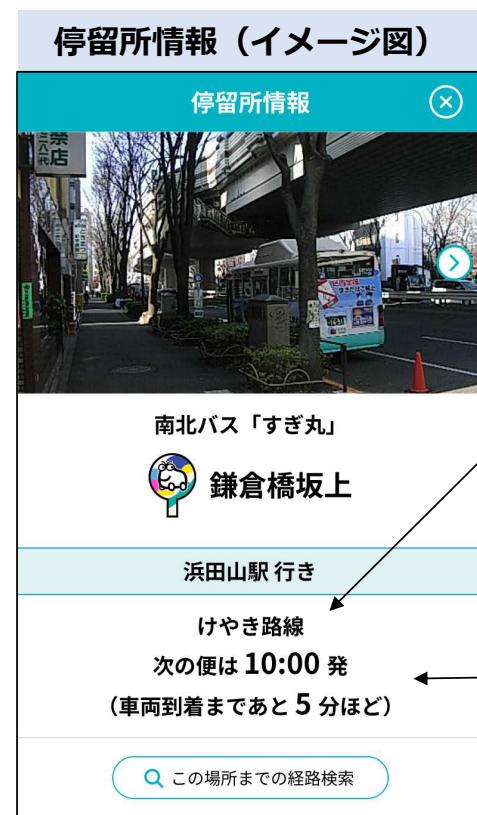 停留所情報（イメージ図）
停留所情報
南北バス「すぎ丸」
鎌倉橋坂上
浜田山駅 行き
けやき路線
次の便は 10:00 発
（車両到着まであと 5 分ほど）
この場所までの経路検索